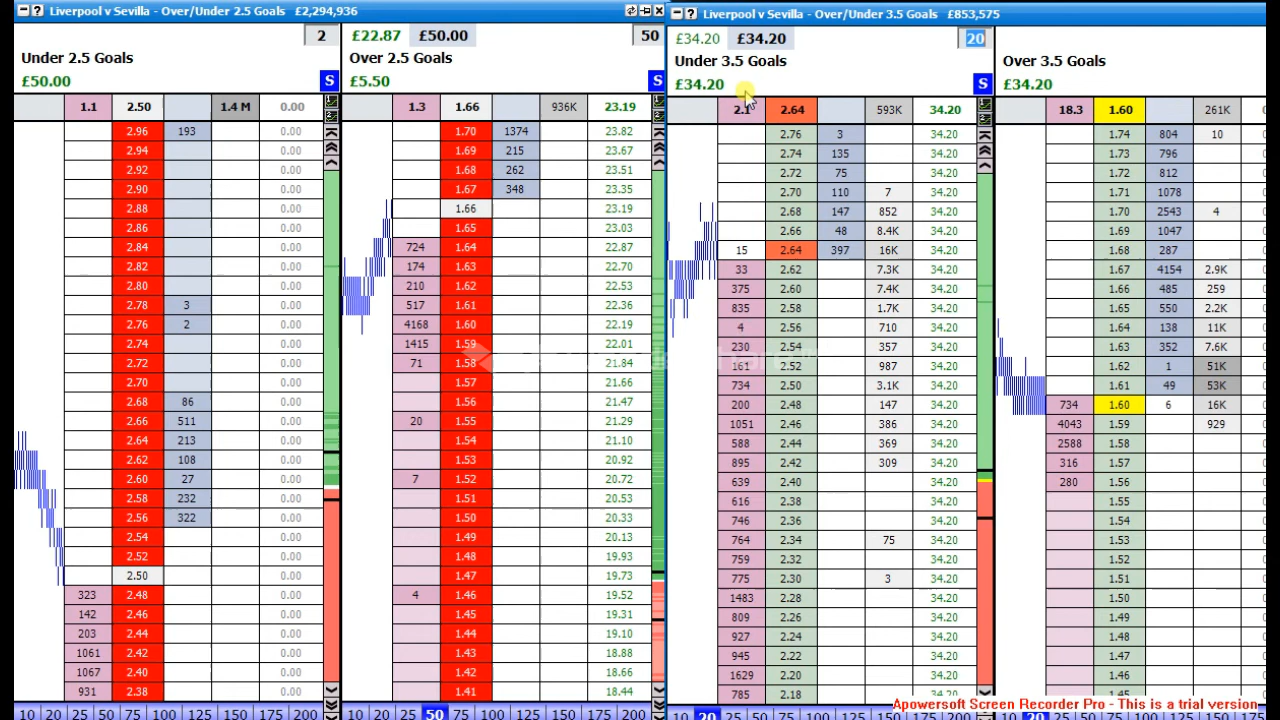 Liverpool v Sevilla - Over/Under 2.5 Goals £2,294,936
Liverpool v Sevilla - Over/Under 3.5 Goals £853,575
2 £22.87 £50.00 50 £34.20 £34.20 20
Under 2.5 Goals Over 2.5 Goals Under 3.5 Goals Over 3.5 Goals
£50.00 S £5.50 S £34.20 S £34.20
1.1 2.50 1.4 M 0.00 1.3 1.66 936K 23.19 2.1 2.64 593K 34.20 18.3 1.60 261K
2.96 193 0.00 1.70 1374 23.82 2.76 3 34.20 1.74 804 10
2.94 0.00 1.69 215 23.67 2.74 135 34.20 1.73 796
2.92 0.00 1.68 262 23.51 2.72 75 34.20 1.72 812
2.90 0.00 1.67 348 23.35 2.70 110 7 34.20 1.71 1078
2.88 0.00 1.66 23.19 2.68 147 852 34.20 1.70 2543 4
2.86 0.00 1.65 23.03 2.66 48 8.4K 34.20 1.69 1047
2.84 0.00 724 1.64 22.87 15 2.64 397 16K 34.20 1.68 287
2.82 0.00 174 1.63 22.70 33 2.62 7.3K 34.20 1.67 4154 2.9K
2.80 0.00 210 1.62 22.53 375 2.60 7.4K 34.20 1.66 485 259
2.78 3 0.00 517 1.61 22.36 835 2.58 1.7K 34.20 1.65 550 2.2K
2.76 2 0.00 4168 1.60 22.19 4 2.56 710 34.20 1.64 138 11K
2.74 0.00 1415 1.59 22.01 230 2.54 357 34.20 1.63 352 7.6K
2.72 0.00 71 1.58 21.84 161 2.52 987 34.20 1.62 1 51K
2.70 0.00 1.57 21.66 734 2.50 3.1K 34.20 1.61 49 53K
2.68 86 0.00 1.56 21.47 200 2.48 147 34.20 734 1.60 6 16K
2.66 511 0.00 20 1.55 21.29 1051 2.46 386 34.20 4043 1.59 929
2.64 213 0.00 1.54 21.10 588 2.44 369 34.20 2588 1.58
2.62 108 0.00 1.53 20.92 895 2.42 309 34.20 316 1.57
2.60 27 0.00 7 1.52 20.72 639 2.40 34.20 280 1.56
2.58 232 0.00 1.51 20.53 616 2.38 34.20 1.55
2.56 322 0.00 1.50 20.33 746 2.36 34.20 1.54
2.54 0.00 1.49 20.13 764 2.34 75 34.20 1.53
2.52 0.00 1.48 19.93 759 2.32 34.20 1.52
2.50 0.00 1.47 19.73 775 2.30 3 34.20 1.51
323 2.48 0.00 4 1.46 19.52 1483 2.28 34.20 1.50
142 2.46 0.00 1.45 19.31 809 2.26 34.20 1.49
203 2.44 0.00 1.44 19.10 927 2.24 34.20 1.48
1061 2.42 0.00 1.43 18.88 945 2.22 34.20 1.47
1067 2.40 0.00 1.42 18.66 1629 2.20 34.20 1.46
931 2.38 0.00 1.41 18.44 785 2.18 34.20 1.45
Apowersoft Screen Recorder Pro - This is a trial version
10 20 25 50 75 100 200 10 25 50 75 100 200 10 20 25 50 75 100 200 10 20 25 50 75 100 200